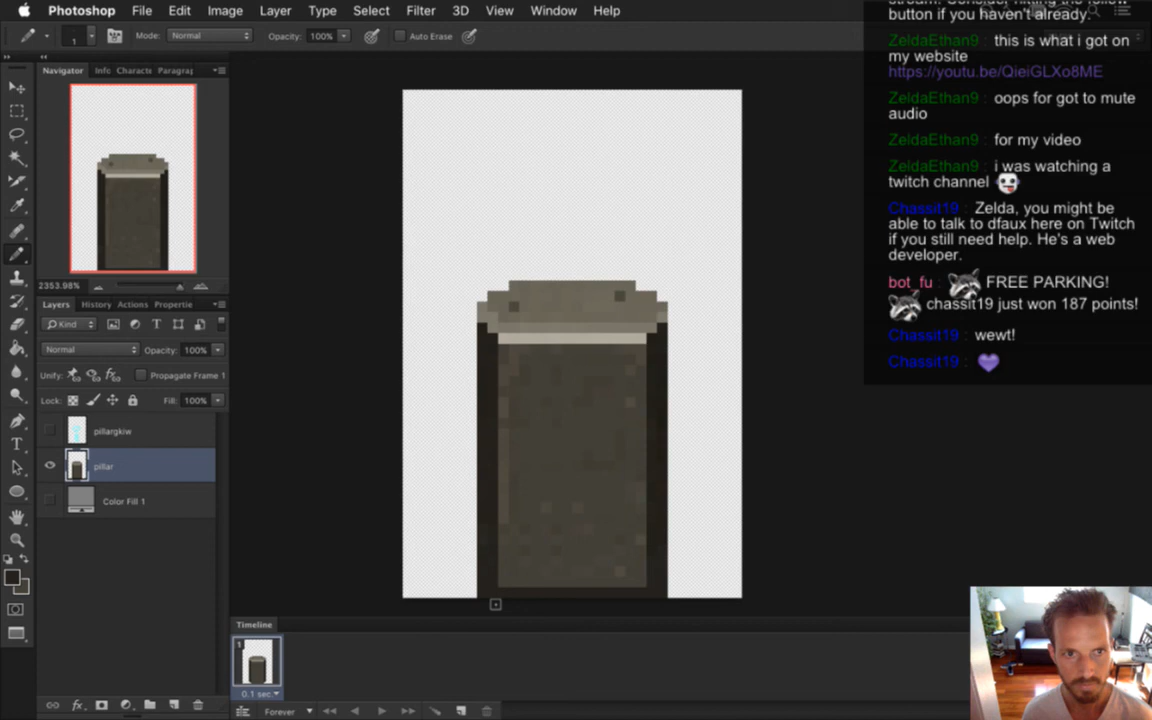 Photoshop File Edit Image Layer Type Select Filter 3D View Window Help
1 Mode: Normal Opacity: 100% Auto Erase
Navigator Info Characte Paragraj
2353.98%
Layers History Actions Propertie
Kind
Normal Opacity: 100%
Unify: Propagate Frame 1
Lock: Fill: 100%
pillargkiw
pillar
Color Fill 1
button if you haven't already.
ZeldaEthan9 : this is what i got on
my website
https://youtu.be/QieiGLXo8ME
ZeldaEthan9 : oops for got to mute
audio
ZeldaEthan9 : for my video
ZeldaEthan9 : i was watching a
twitch channel
Chassit19 : Zelda, you might be
able to talk to dfaux here on Twitch
if you still need help. He's a web
developer.
bot_fu : FREE PARKING!
chassit19 just won 187 points!
Chassit19 : wewt!
Chassit19 :
Timeline
1
0.1 sec.
Forever